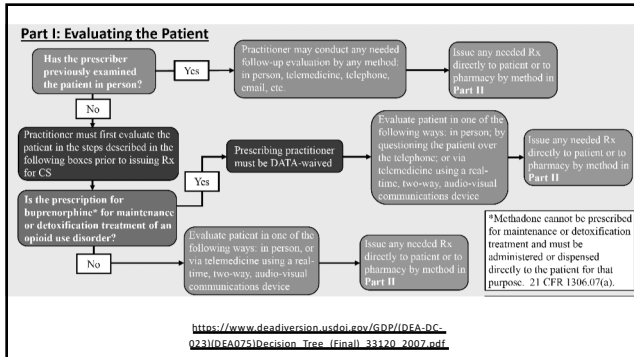 Part I: Evaluating the Patient
Has the prescriber
previously examined
the patient in person?
Yes
Practitioner may conduct any needed
follow-up evaluation by any method:
in person, telemedicine, telephone,
email, etc.
Issue any needed Rx
directly to patient or to
pharmacy by method in
Part II
No
Practitioner must first evaluate the
patient in the steps described in the
following boxes prior to issuing Rx
for CS
Is the prescription for
buprenorphine* for maintenance
or detoxification treatment of an
opioid use disorder?
Yes
Prescribing practitioner
must be DATA-waived
Evaluate patient in one of the
following ways: in person; by
questioning the patient over
the telephone; or via
telemedicine using a real-
time, two-way, audio-visual
communications device
Issue any needed Rx
directly to patient or to
pharmacy by method in
Part II
No
Evaluate patient in one of the
following ways: in person, or
via telemedicine using a real-
time, two-way, audio-visual
communications device
Issue any needed Rx
directly to patient or to
pharmacy by method in
Part II
*Methadone cannot be prescribed
for maintenance or detoxification
treatment and must be
administered or dispensed
directly to the patient for that
purpose. 21 CFR 1306.07(a).
https://www.deadiversion.usdoj.gov/GDP/(DEA-DC-
023)(DEA075)Decision_Tree_(Final)_33120_2007.pdf